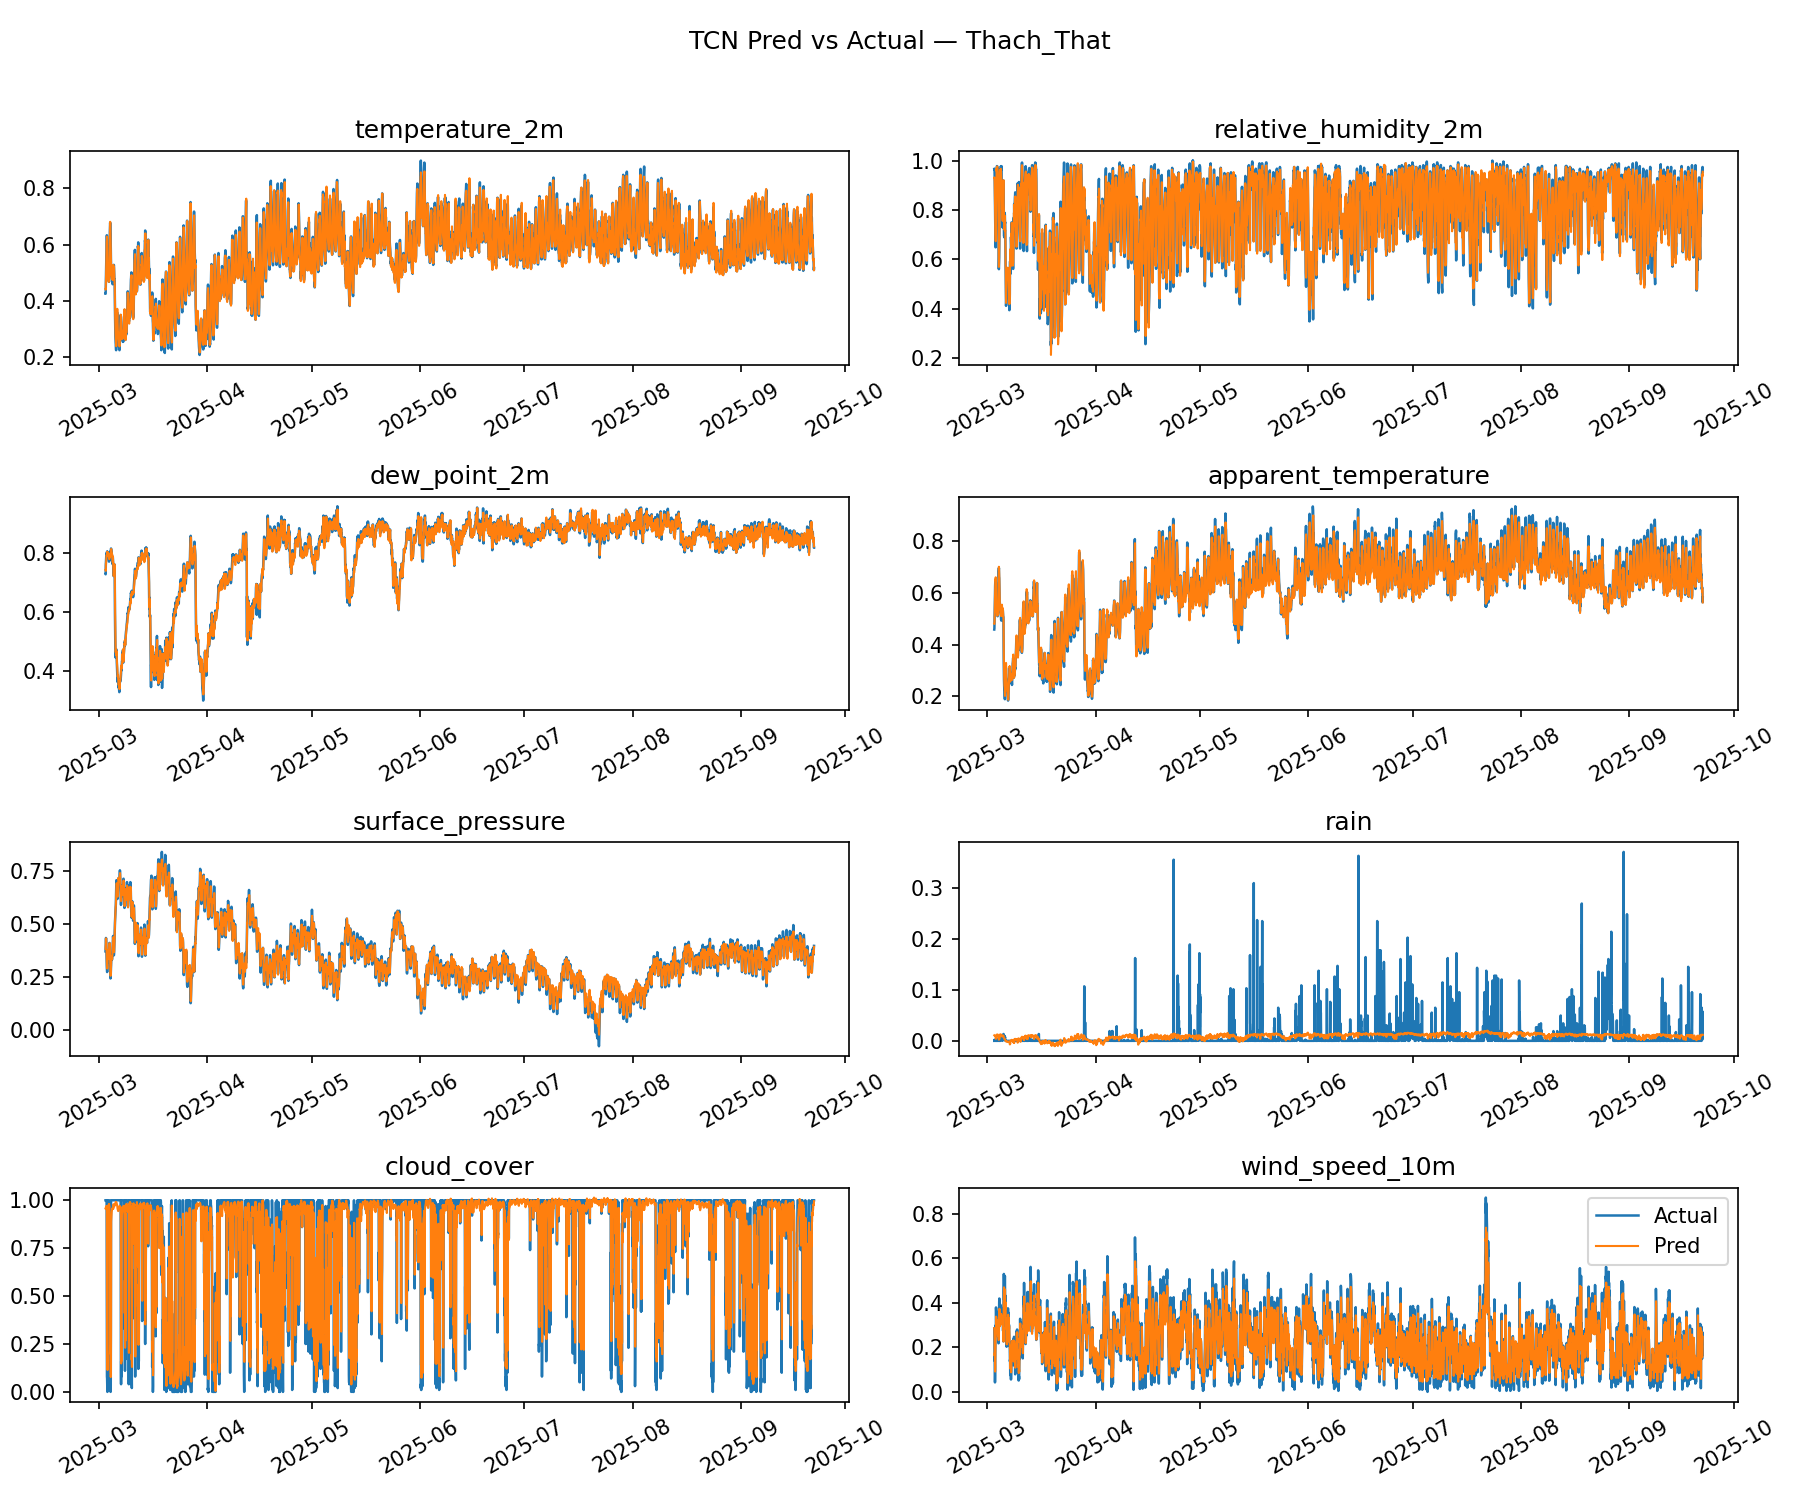 TCN Pred vs Actual — Thach_That
temperature_2m
0.8
0.6
0.4
0.2
2025-03 2025-04 2025-05 2025-06 2025-07 2025-08 2025-09 2025-10
relative_humidity_2m
1.0
0.8
0.6
0.4
0.2
2025-03 2025-04 2025-05 2025-06 2025-07 2025-08 2025-09 2025-10
dew_point_2m
0.8
0.6
0.4
2025-03 2025-04 2025-05 2025-06 2025-07 2025-08 2025-09 2025-10
apparent_temperature
0.8
0.6
0.4
0.2
2025-03 2025-04 2025-05 2025-06 2025-07 2025-08 2025-09 2025-10
surface_pressure
0.75
0.50
0.25
0.00
2025-03 2025-04 2025-05 2025-06 2025-07 2025-08 2025-09 2025-10
rain
0.3
0.2
0.1
0.0
2025-03 2025-04 2025-05 2025-06 2025-07 2025-08 2025-09 2025-10
cloud_cover
1.00
0.75
0.50
0.25
0.00
2025-03 2025-04 2025-05 2025-06 2025-07 2025-08 2025-09 2025-10
wind_speed_10m
0.8
0.6
0.4
0.2
0.0
Actual
Pred
2025-03 2025-04 2025-05 2025-06 2025-07 2025-08 2025-09 2025-10